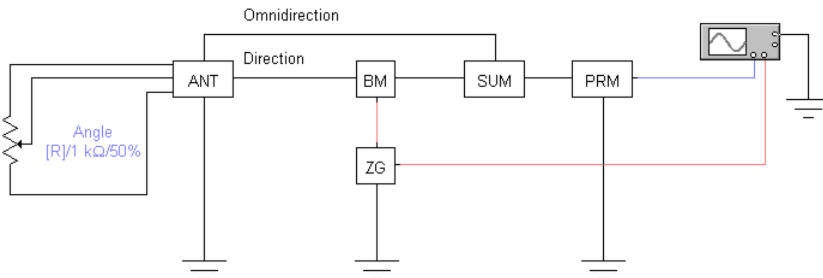 Omnidirection
Direction
ANT
BM
SUM
PRM
Angle
[R]/1 kΩ/50%
ZG